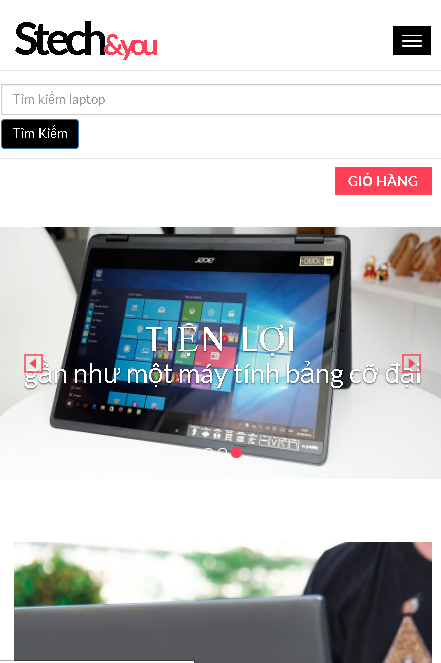 Stech&you
Tìm kiếm laptop
Tìm Kiếm
GIỎ HÀNG
acer
TIỆN LỢI
gần như một máy tính bảng cỡ đại